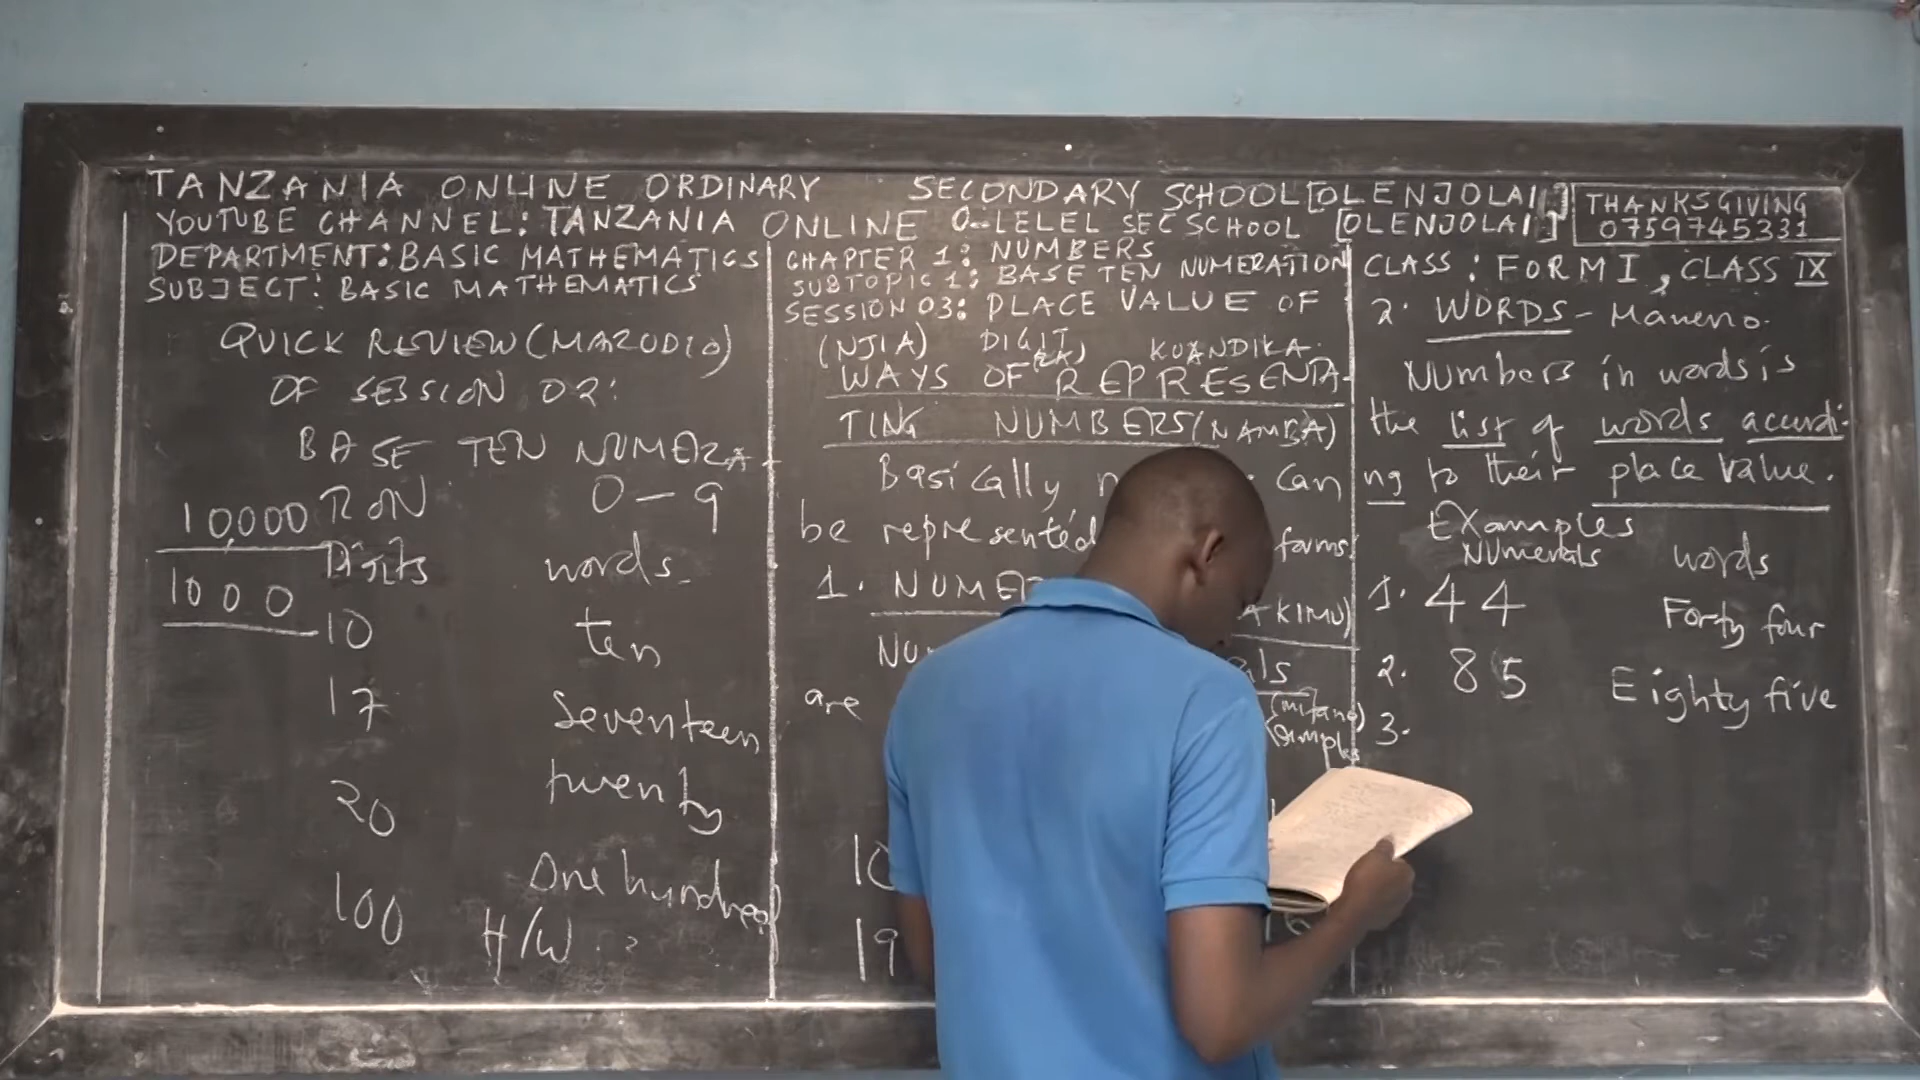 TANZANIA ONLINE ORDINARY SECONDARY SCHOOL [OLENJOLAI]
YOUTUBE CHANNEL: TANZANIA ONLINE O-LELEL SEC SCHOOL [OLENJOLAI]
THANKSGIVING
0759745331
DEPARTMENT: BASIC MATHEMATICS
SUBJECT: BASIC MATHEMATICS
QUICK REVIEW (MARUDIO)
OF SESSION 02:
BASE TEN NUMERA-
TION 0-9
10,000
1000
Digits words
10 ten
17 seventeen
20 twenty
100 One hundred
H/W
CHAPTER 1: NUMBERS
SUBTOPIC 1: BASE TEN NUMERATION
SESSION 03: PLACE VALUE OF
DIGIT
(NJIA) (ZA) KUANDIKA
WAYS OF REPRESENTA-
TING NUMBERS (NAMBA)
Basically can
be represented forms
1.
are
(mifano)
19
CLASS: FORM I, CLASS IX
2. WORDS - Maneno.
Numbers in words is
the list of words accordi-
ng to their place value.
Examples
Numerals words
1. 44 Forty four
2. 85 Eighty five
3.